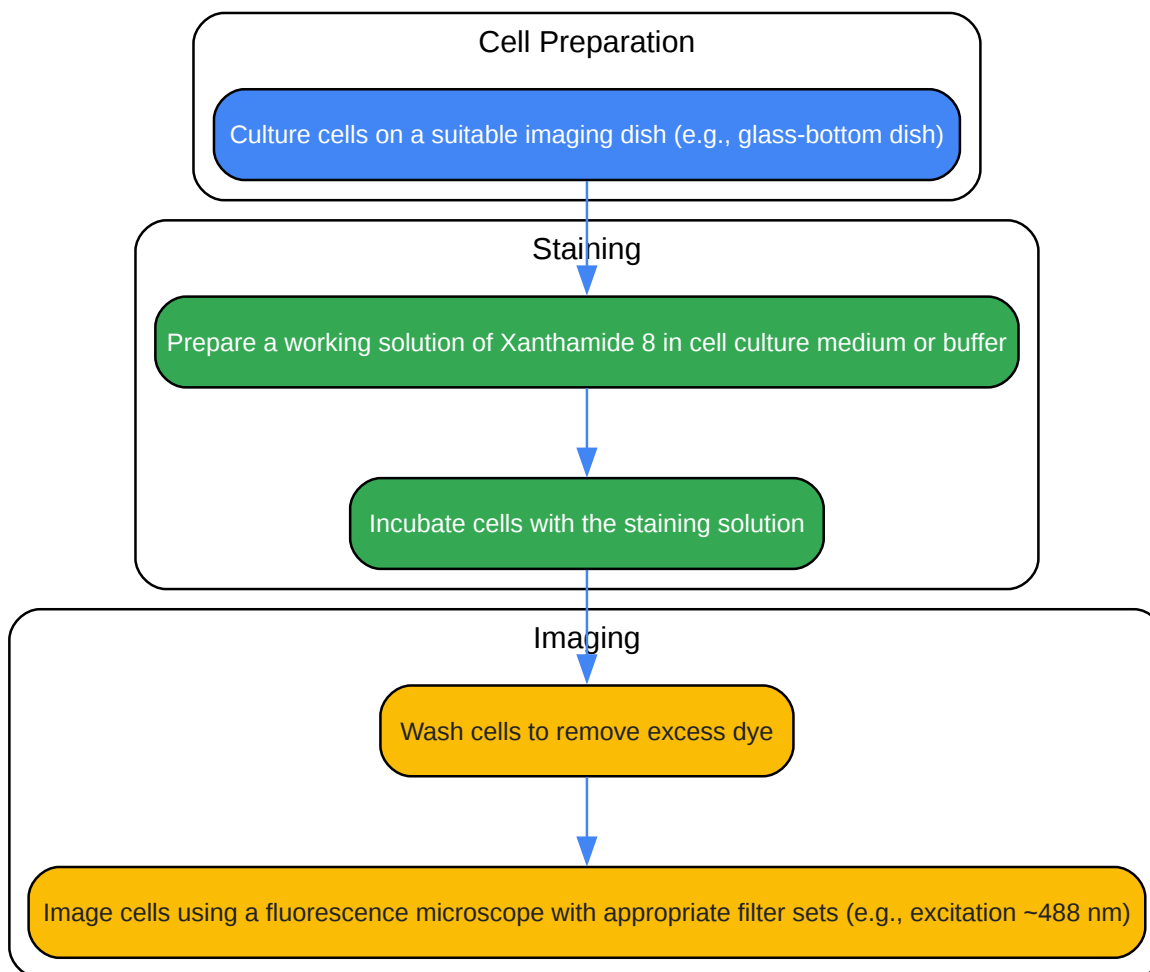 Cell Preparation
Culture cells on a suitable imaging dish (e.g., glass-bottom dish)
Staining
Prepare a working solution of Xanthamide 8 in cell culture medium or buffer
Incubate cells with the staining solution
Imaging
Wash cells to remove excess dye
Image cells using a fluorescence microscope with appropriate filter sets (e.g., excitation ~488 nm)